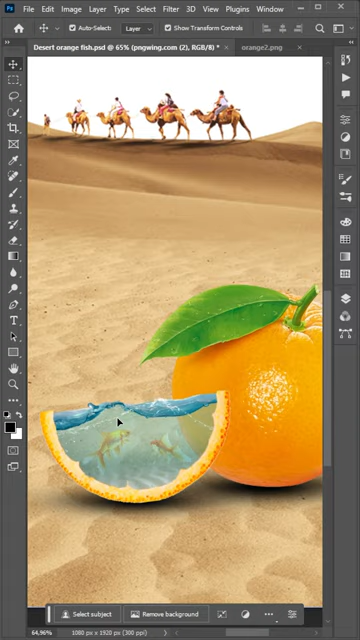 Ps File Edit Image Layer Type Select Filter 3D View Plugins Window
Auto-Select: Layer Show Transform Controls
Desert orange fish.psd @ 65% (pngwing.com (2), RGB/8) * × orange2.png ×
T
Select subject Remove background
64,96% 1080 px x 1920 px (300 ppi)